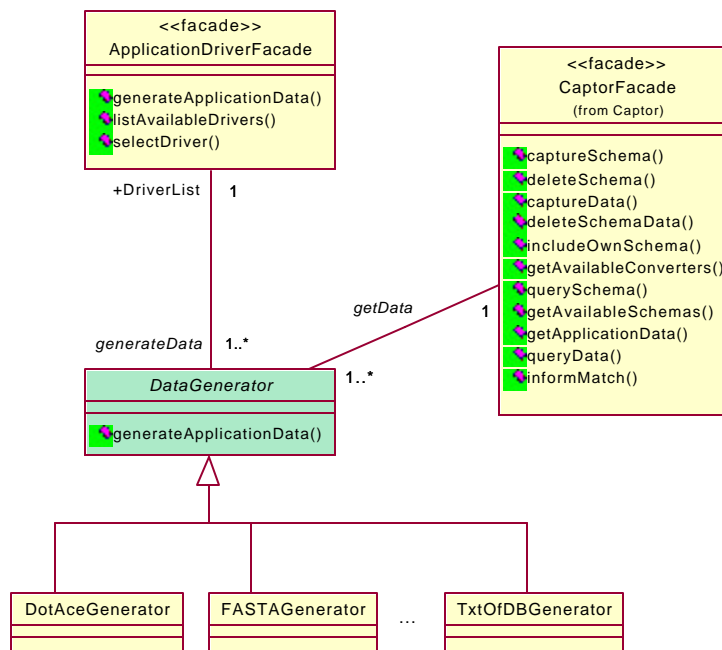 <<facade>>
ApplicationDriverFacade
generateApplicationData()
listAvailableDrivers()
selectDriver()
+DriverList
1
<<facade>>
CaptorFacade
(from Captor)
captureSchema()
deleteSchema()
captureData()
deleteSchemaData()
includeOwnSchema()
getAvailableConverters()
querySchema()
getAvailableSchemas()
getApplicationData()
queryData()
informMatch()
getData
1
generateData
1..*
1..*
DataGenerator
generateApplicationData()
DotAceGenerator
FASTAGenerator
...
TxtOfDBGenerator